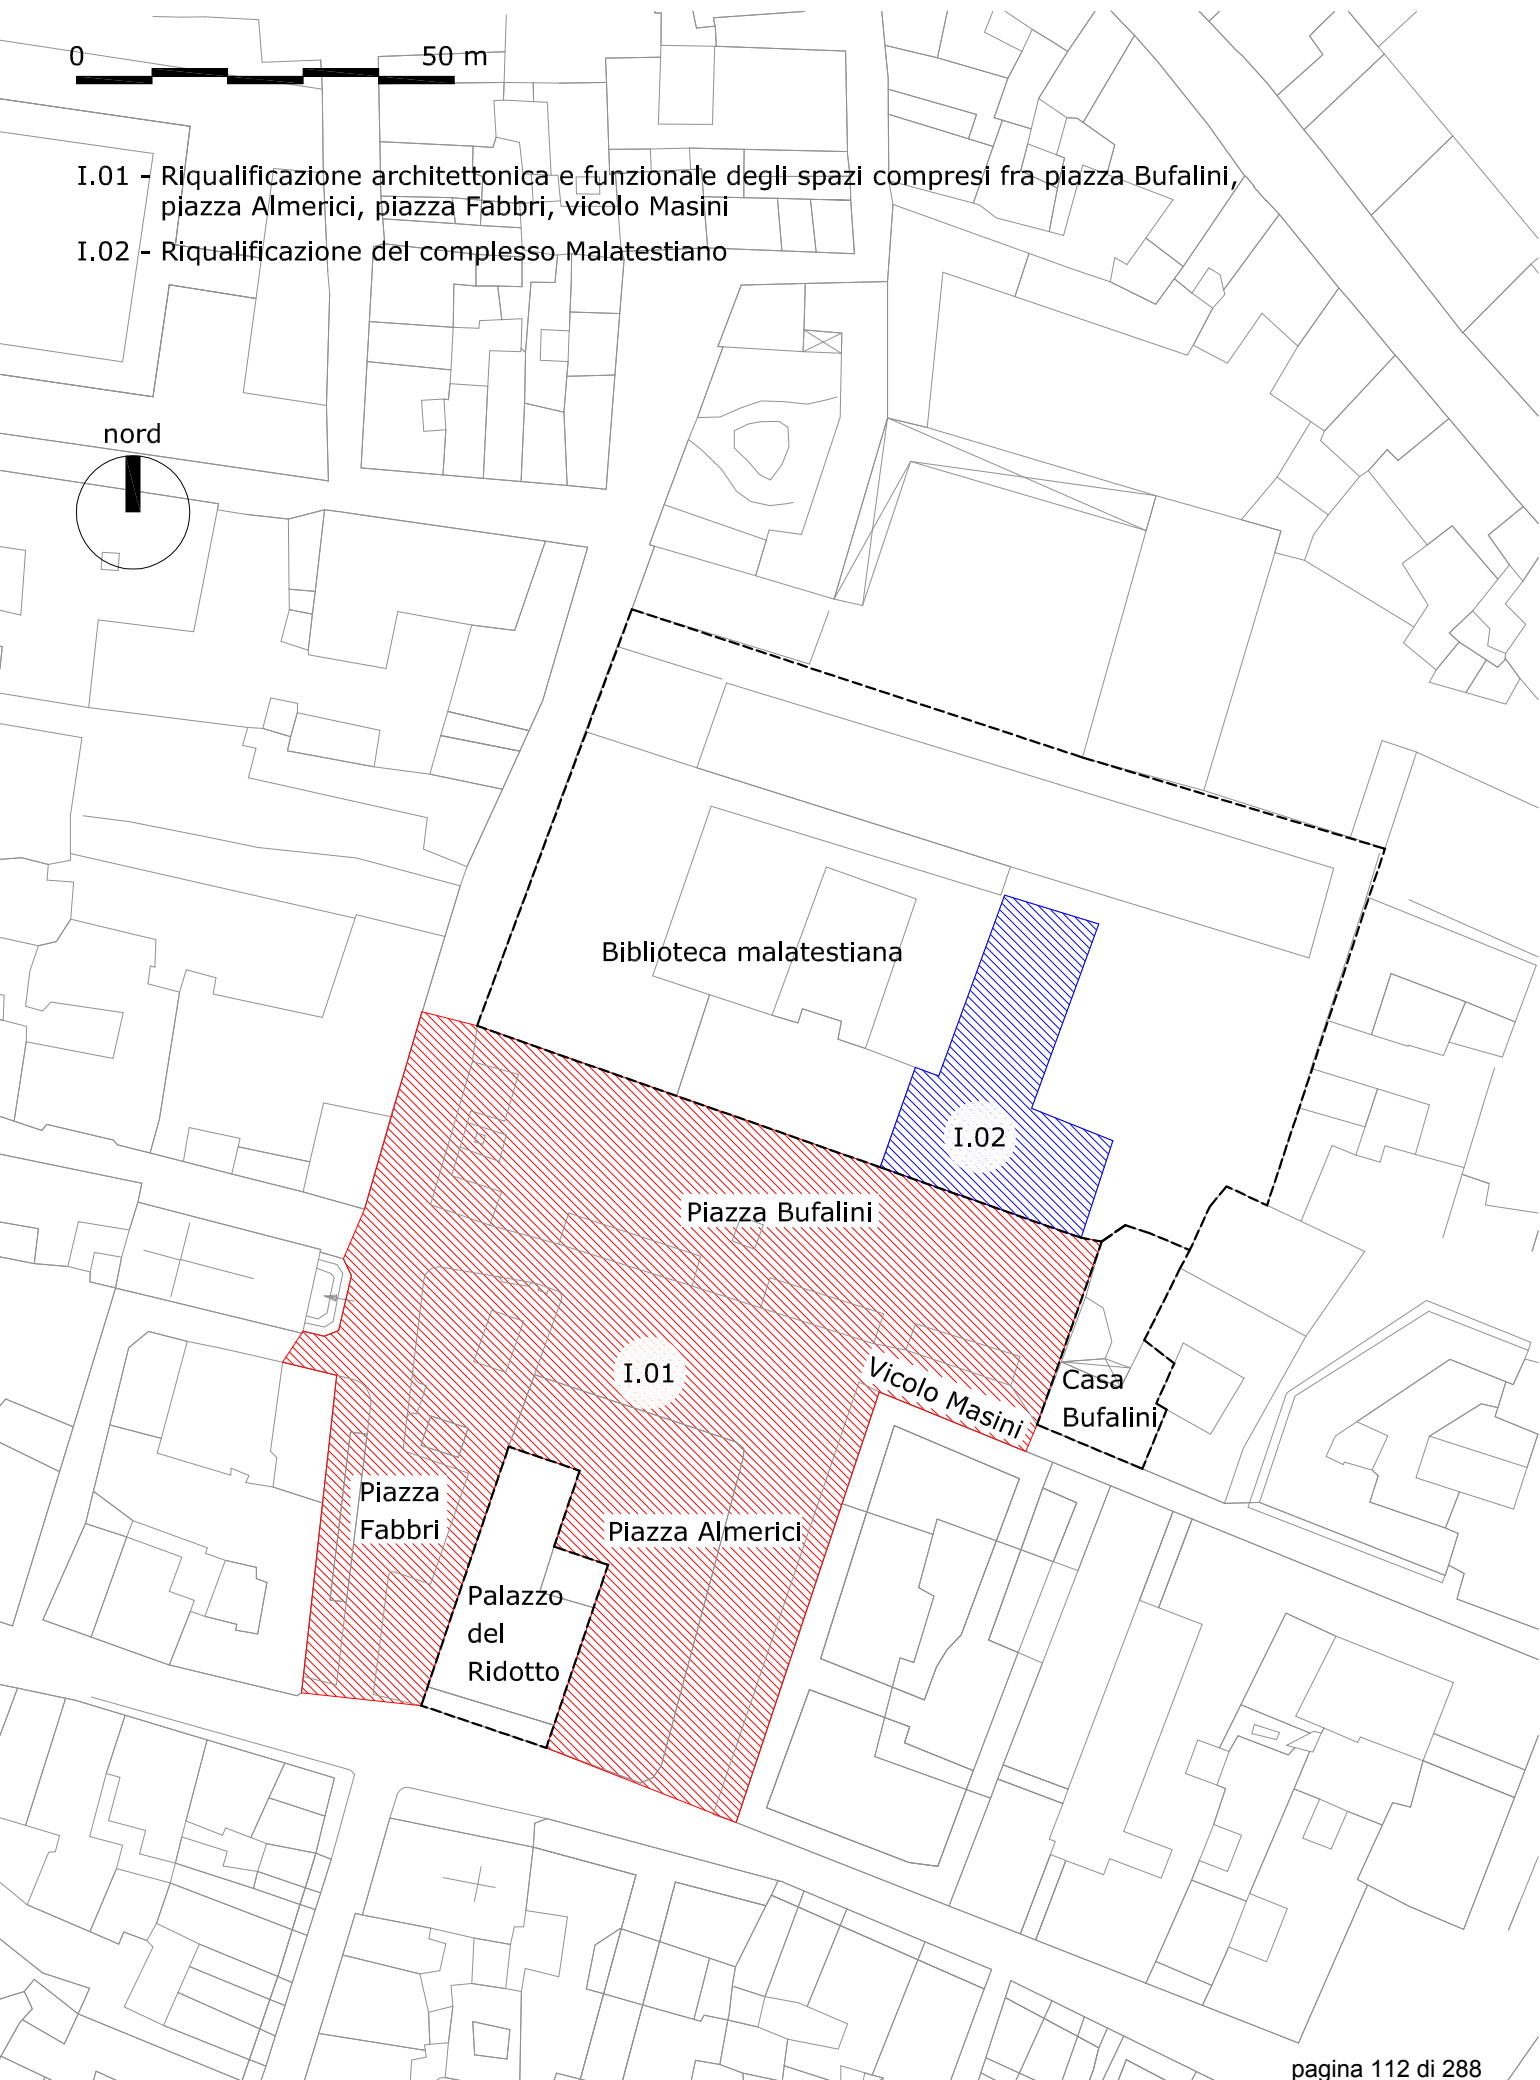 0 50 m
I.01 - Riqualificazione architettonica e funzionale degli spazi compresi fra piazza Bufalini,
piazza Almerici, piazza Fabbri, vicolo Masini
I.02 - Riqualificazione del complesso Malatestiano
nord
Biblioteca malatestiana
I.02
Piazza Bufalini
I.01
Vicolo Masini
Casa
Bufalini
Piazza
Fabbri
Piazza Almerici
Palazzo
del
Ridotto
pagina 112 di 288